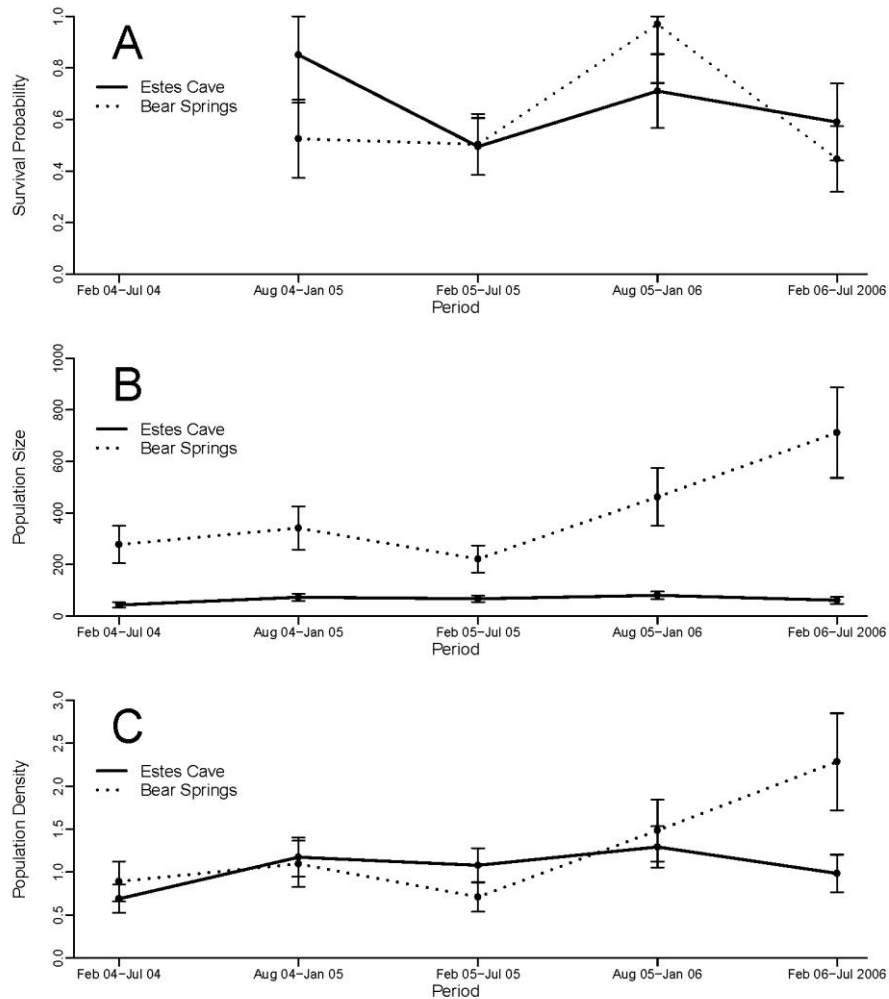 A
Estes Cave
Bear Springs
Survival Probability
0.0
0.2
0.4
0.6
0.8
1.0
Feb 04–Jul 04 Aug 04–Jan 05 Feb 05–Jul 05 Aug 05–Jan 06 Feb 06–Jul 2006
Period
B
Estes Cave
Bear Springs
Population Size
0
200
400
600
800
1000
Feb 04–Jul 04 Aug 04–Jan 05 Feb 05–Jul 05 Aug 05–Jan 06 Feb 06–Jul 2006
Period
C
Estes Cave
Bear Springs
Population Density
0.0
0.5
1.0
1.5
2.0
2.5
3.0
Feb 04–Jul 04 Aug 04–Jan 05 Feb 05–Jul 05 Aug 05–Jan 06 Feb 06–Jul 2006
Period